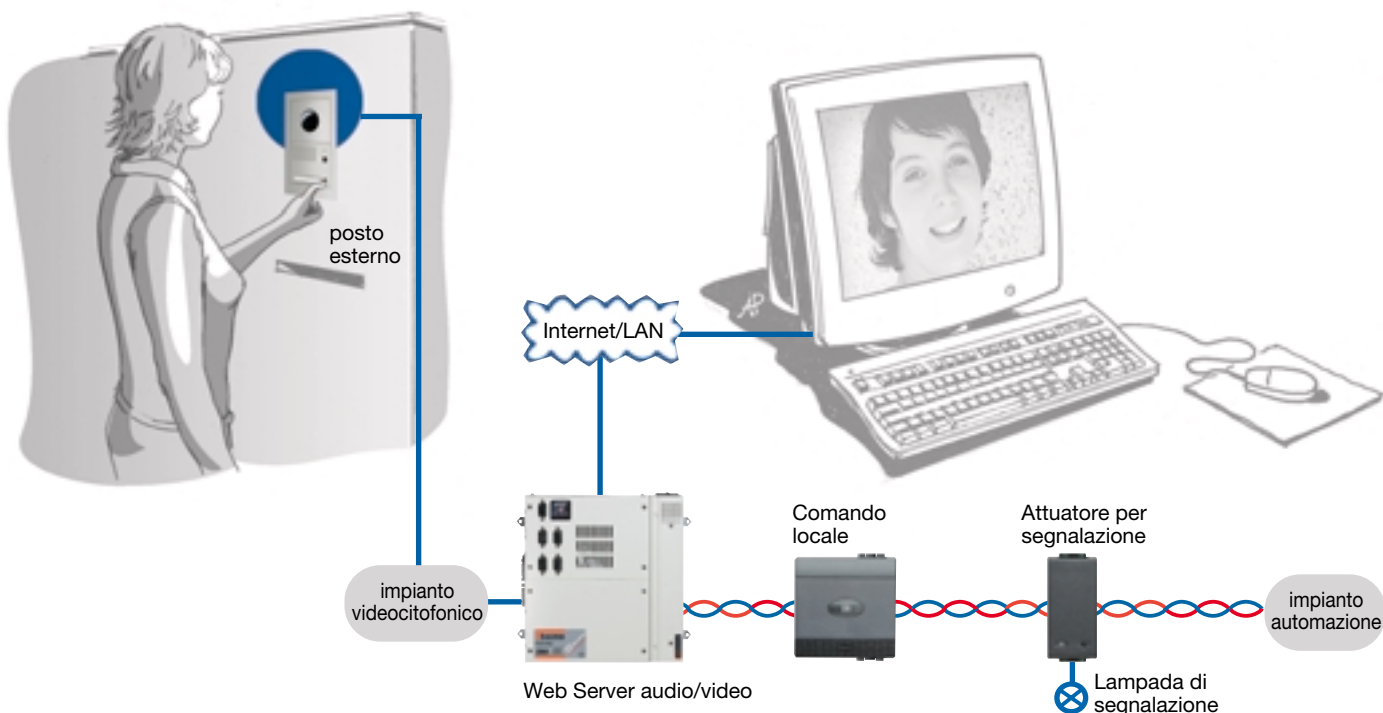 posto
esterno
Internet/LAN
Comando
locale
Attuatore per
segnalazione
impianto
videocitofonico
impianto
automazione
Web Server audio/video
Lampada di
segnalazione